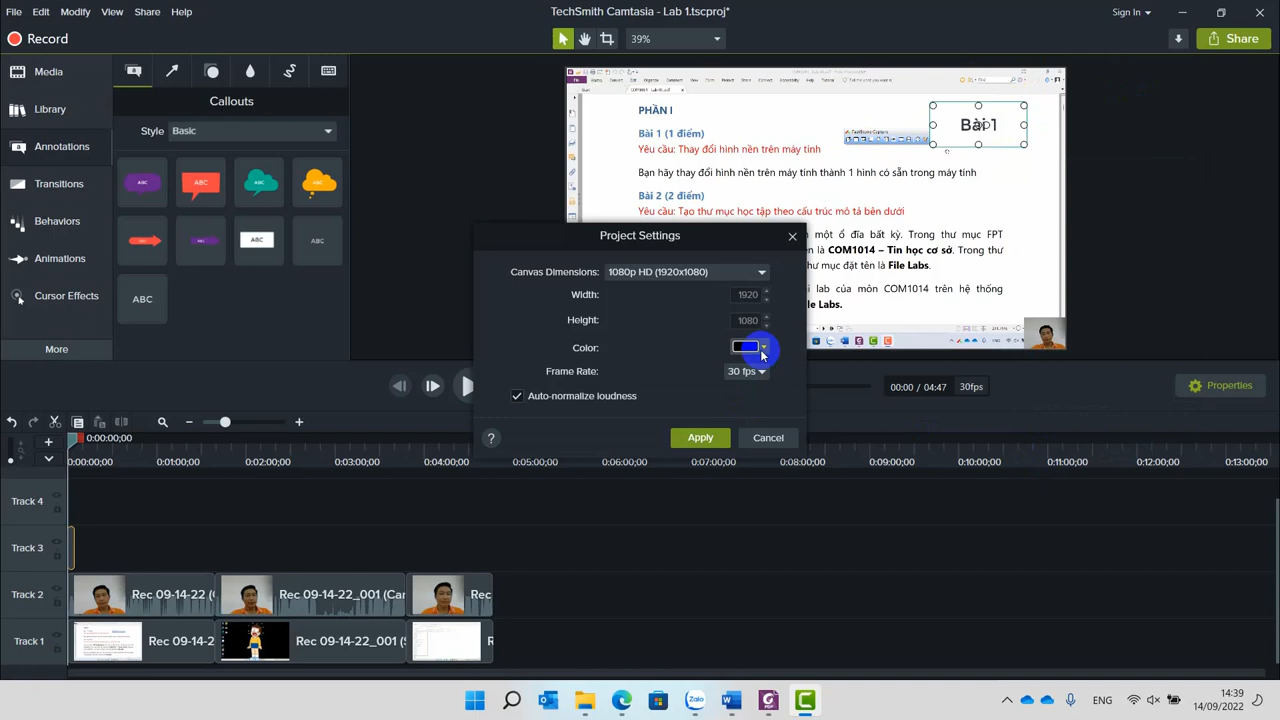 File Edit Modify View Share Help
TechSmith Camtasia - Lab 1.tscproj*
Sign In
Record
39%
Share
Media
Library
Annotations
Transitions
Animations
Cursor Effects
More
Callouts
Style Basic
ABC
ABC
ABC
ABC
ABC
ABC
ABC
PHẦN I
Bài 1 (1 điểm)
Yêu cầu: Thay đổi hình nền trên máy tính
Bạn hãy thay đổi hình nền trên máy tính thành 1 hình có sẵn trong máy tính
Bài 2 (2 điểm)
Yêu cầu: Tạo thư mục học tập theo cấu trúc mô tả bên dưới
một ổ đĩa bất kỳ. Trong thư mục FPT
là COM1014 – Tin học cơ sở. Trong thư
mục đặt tên là File Labs.
lab của môn COM1014 trên hệ thống
Labs.
Bài 1
Project Settings
Canvas Dimensions: 1080p HD (1920x1080)
Width: 1920
Height: 1080
Color:
Frame Rate: 30 fps
Auto-normalize loudness
?
Apply
Cancel
00:00 / 04:47 30fps
Properties
0:00:00;00
0:00:00;00 0:01:00;00 0:02:00;00 0:03:00;00 0:04:00;00 0:05:00;00 0:06:00;00 0:07:00;00 0:08:00;00 0:09:00;00 0:10:00;00 0:11:00;00 0:12:00;00 0:13:00;00
Track 4
Track 3
Track 2
Rec 09-14-22 (
Rec 09-14-22_001 (Car
Rec
Track 1
Rec 09-14-2
Rec 09-14-22_001 (
Zalo
ENG
14:39
14/09/2022